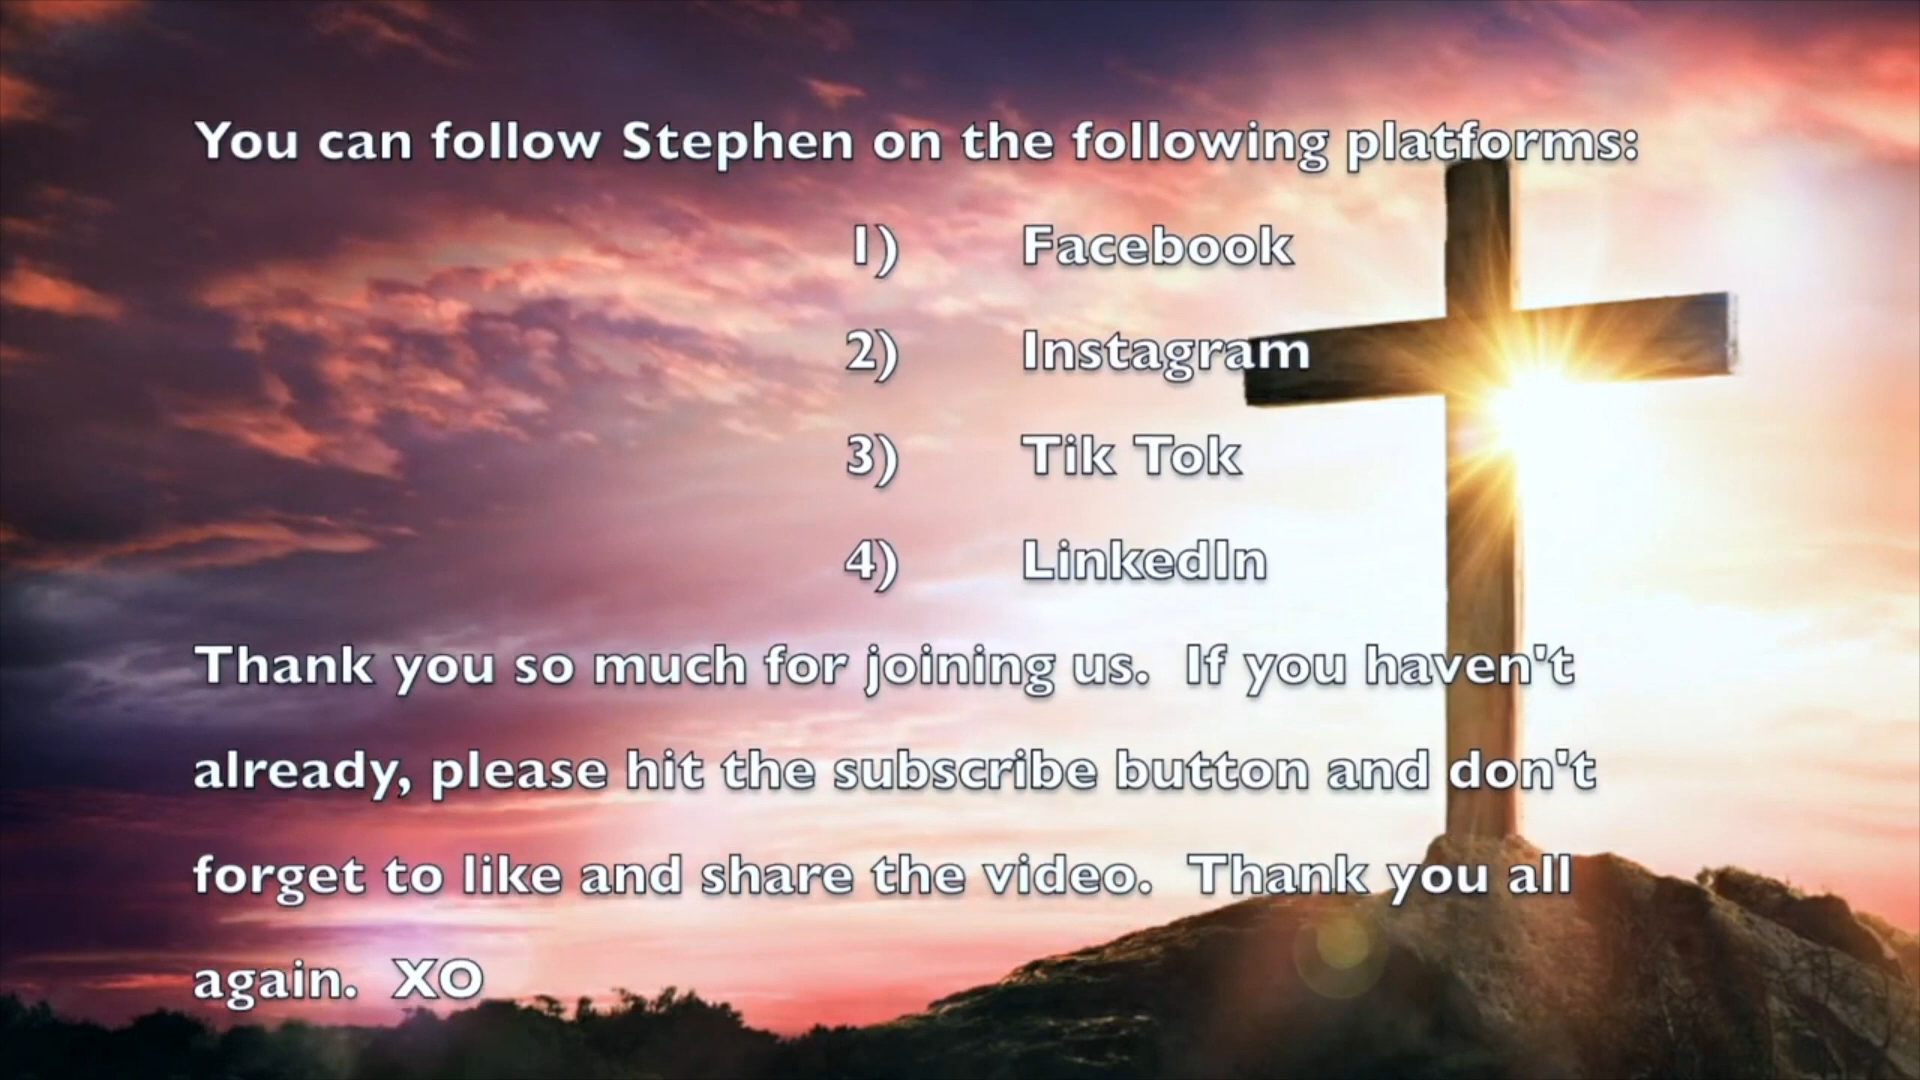 You can follow Stephen on the following platforms:
1) Facebook
2) Instagram
3) Tik Tok
4) LinkedIn
Thank you so much for joining us. If you haven't
already, please hit the subscribe button and don't
forget to like and share the video. Thank you all
again. XO